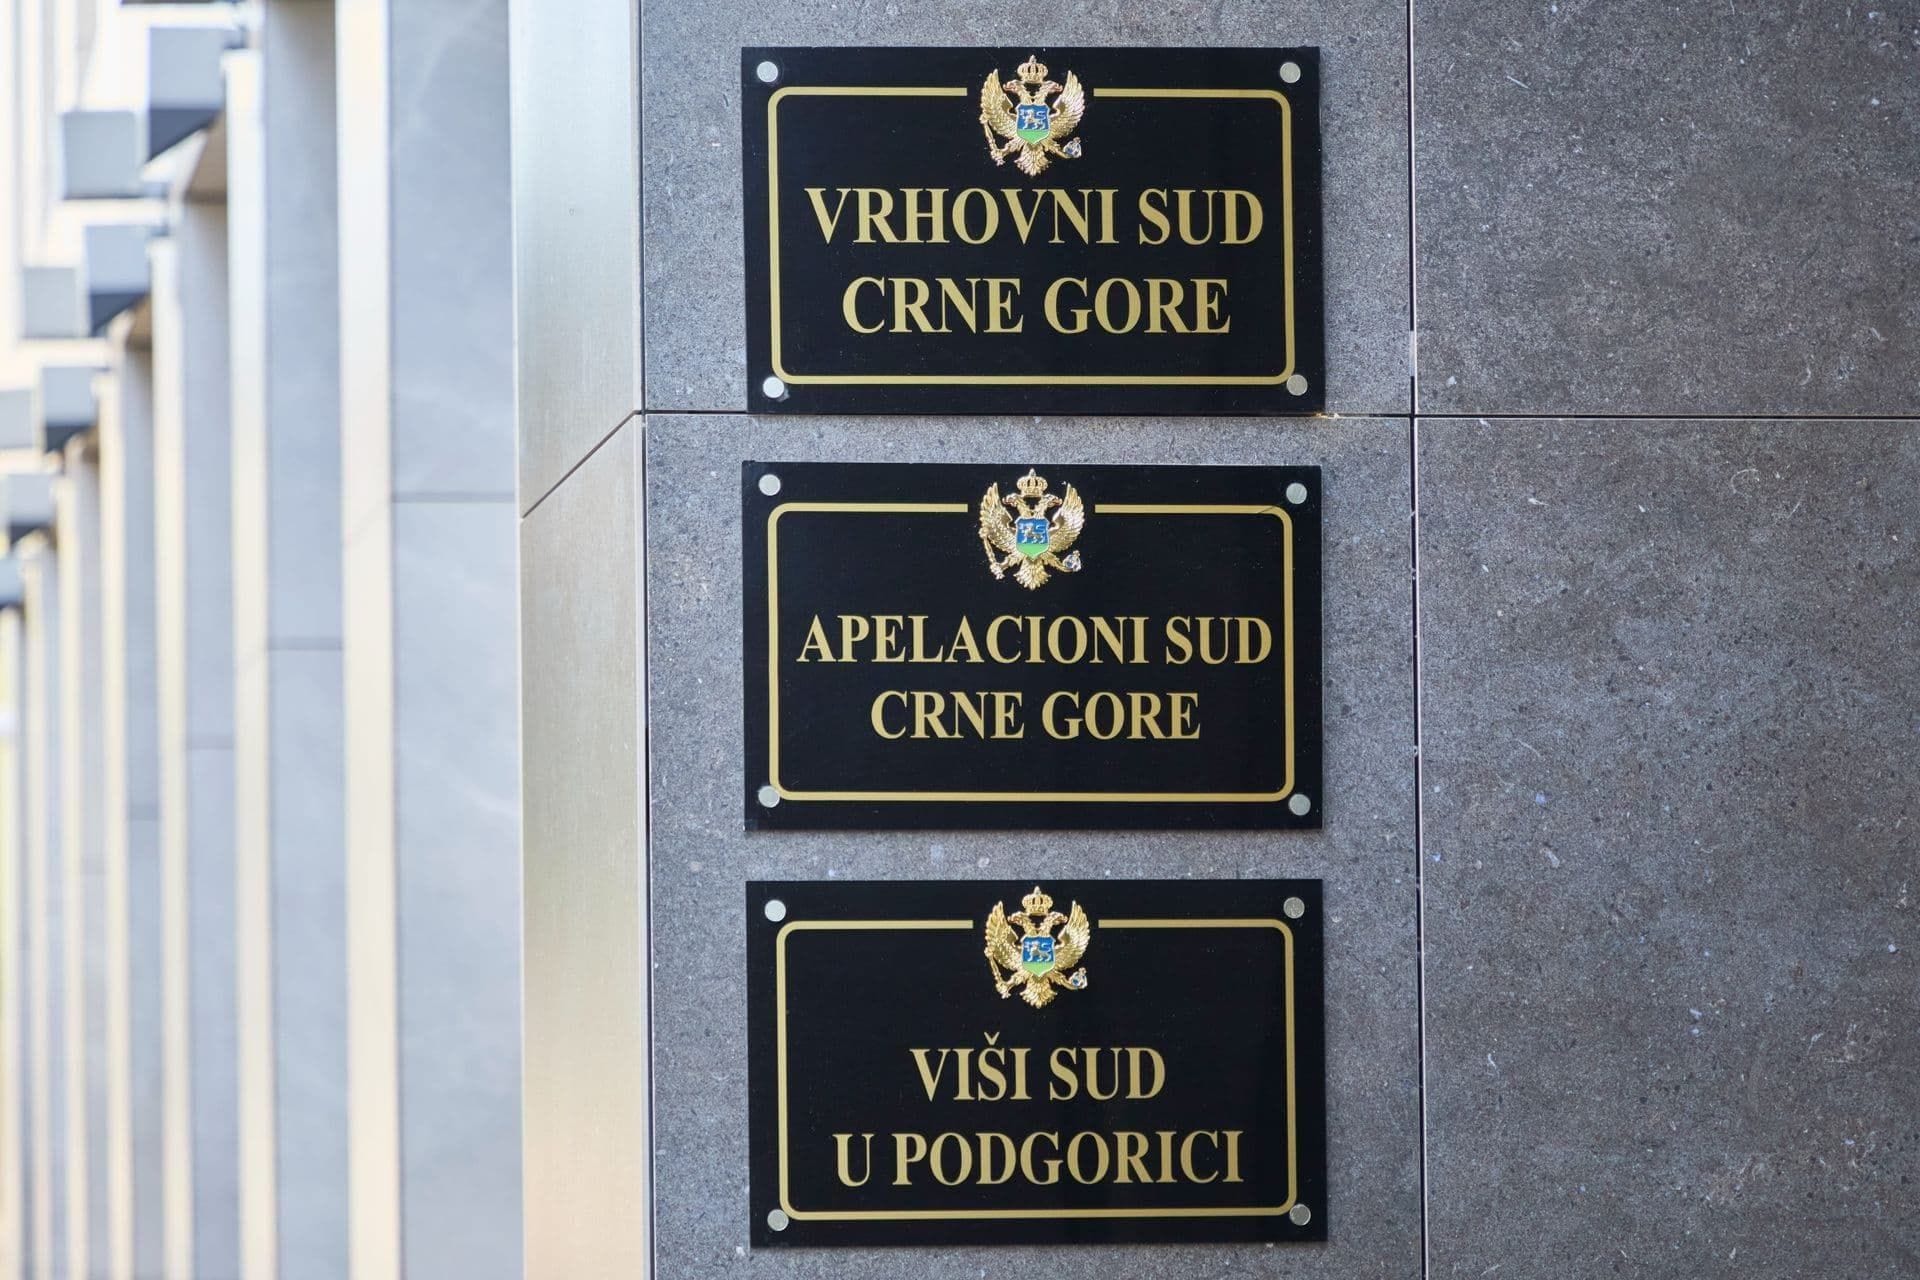 VRHOVNI SUD
CRNE GORE
APELACIONI SUD
CRNE GORE
VIŠI SUD
U PODGORICI